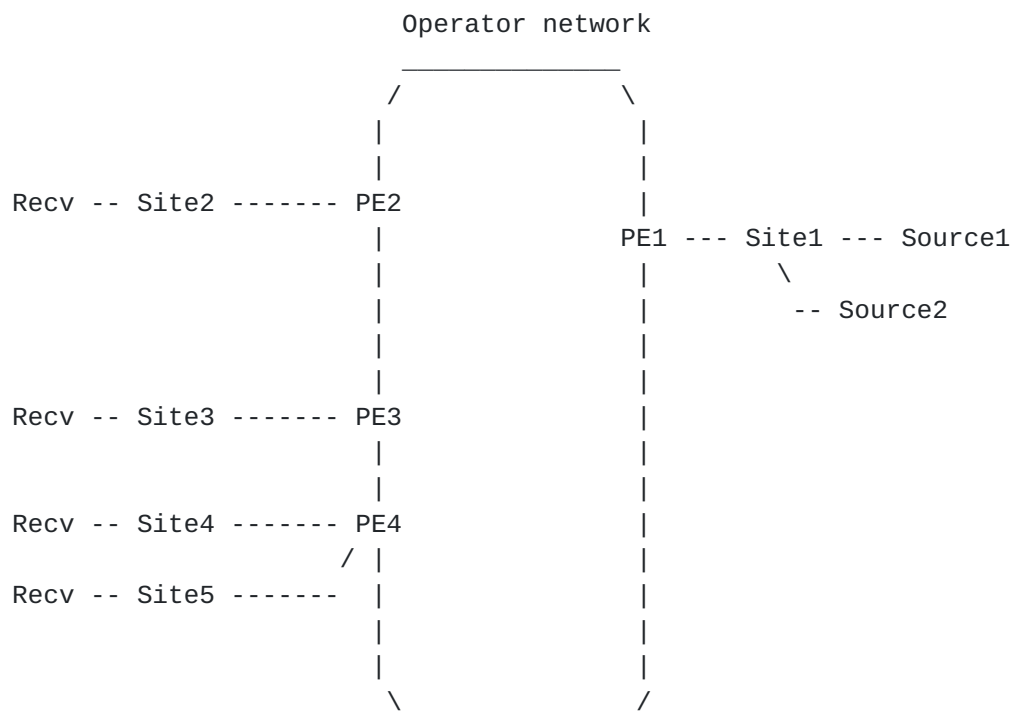 Operator network
Recv -- Site2 ------- PE2
PE1 --- Site1 --- Source1
-- Source2
Recv -- Site3 ------- PE3
Recv -- Site4 ------- PE4
Recv -- Site5 -------